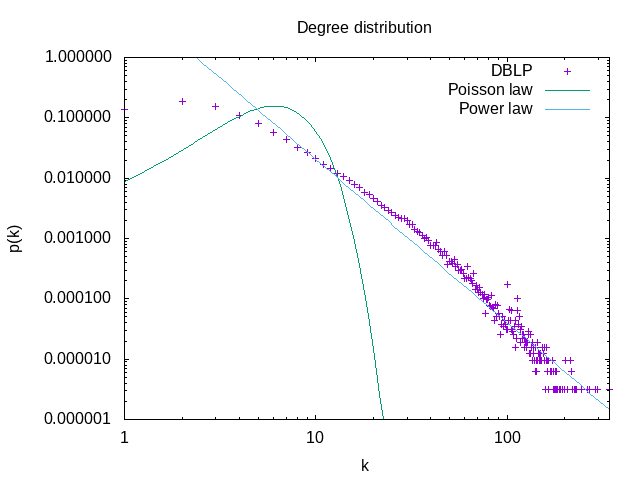 Degree distribution
1.000000
0.100000
0.010000
0.001000
0.000100
0.000010
0.000001
p(k)
DBLP
Poisson law
Power law
1 10 100
k